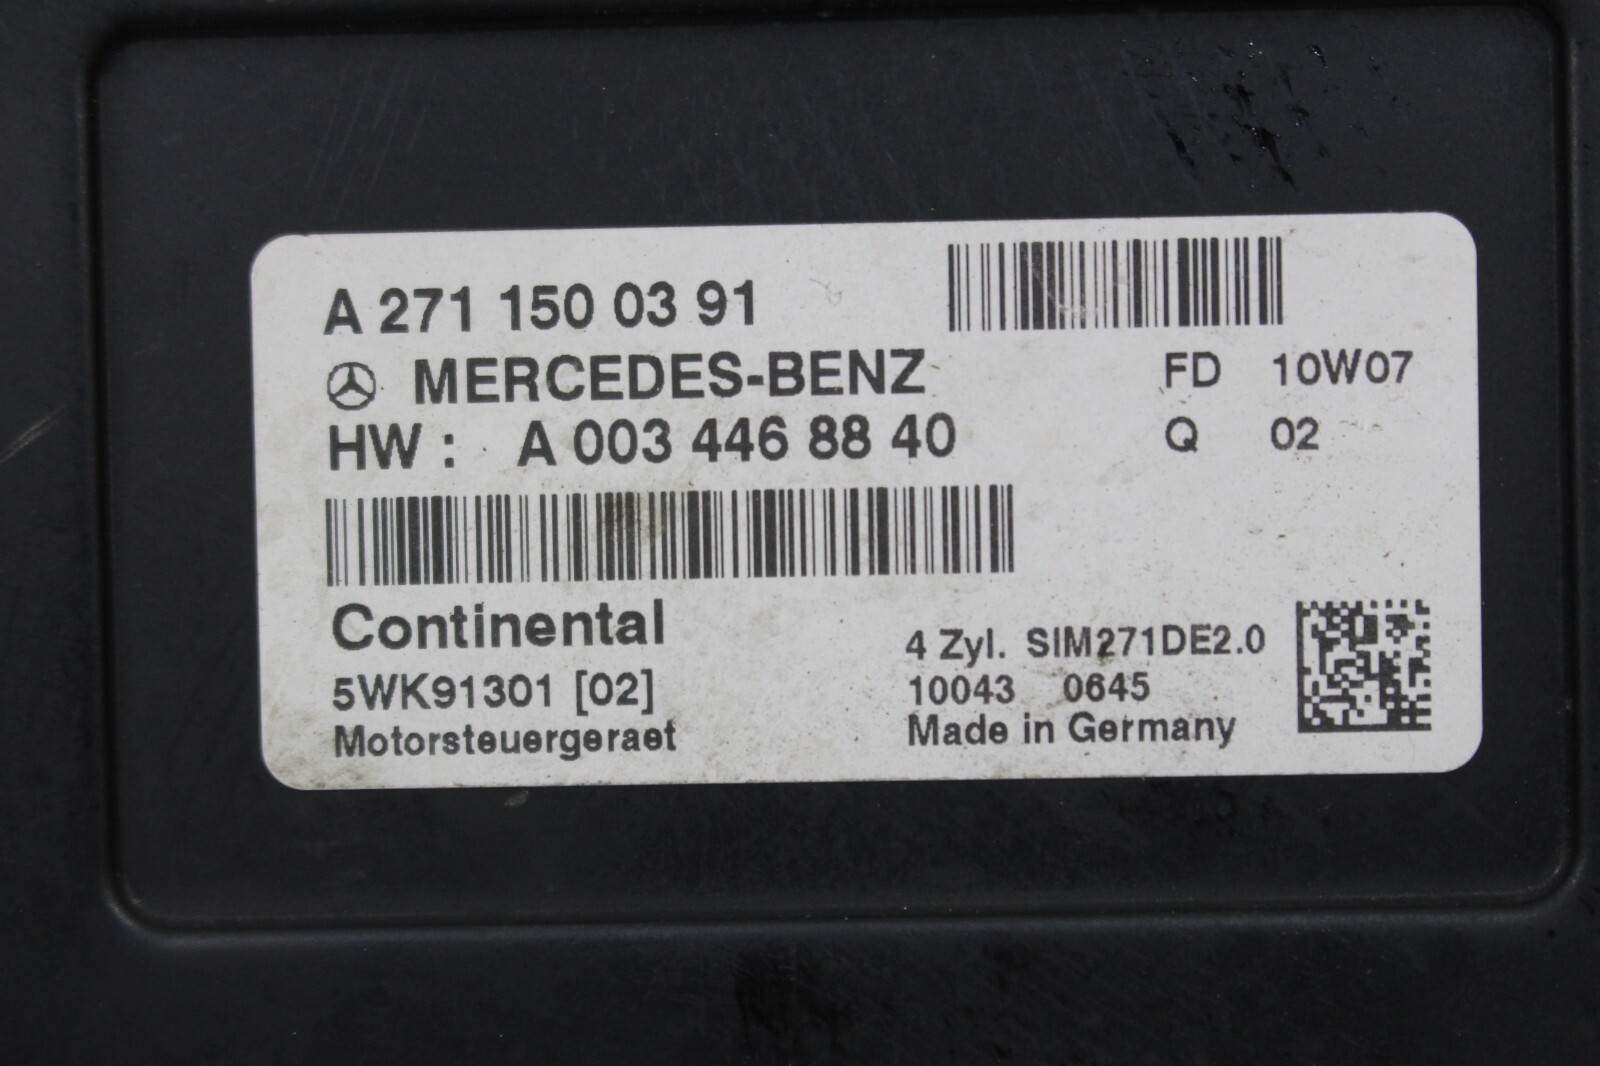 A 271 150 03 91
MERCEDES-BENZ FD 10W07
HW : A 003 446 88 40 Q 02
Continental
4 Zyl. SIM271DE2.0
5WK91301 [02] 10043 0645
Motorsteuergeraet Made in Germany